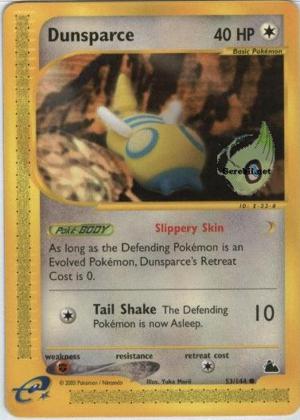 Dunsparce 40 HP
Basic Pokémon
Serebii.net
Poké-BODY Slippery Skin
As long as the Defending Pokémon is an
Evolved Pokémon, Dunsparce's Retreat
Cost is 0.
Tail Shake The Defending 10
Pokémon is now Asleep.
weakness resistance retreat cost
Illus. Yuka Morii
53/144
e